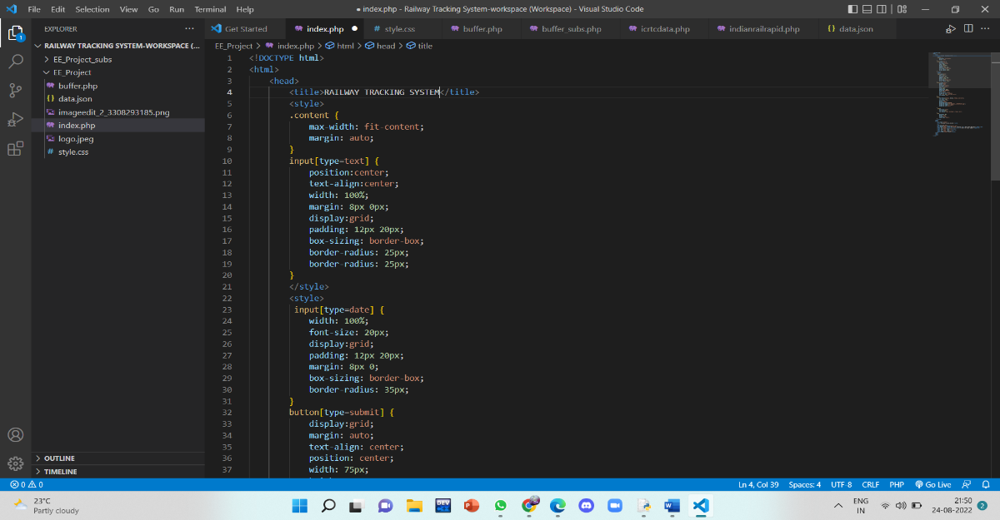 File Edit Selection View Go Run Terminal Help
● index.php - Railway Tracking System-workspace (Workspace) - Visual Studio Code
EXPLORER
RAILWAY TRACKING SYSTEM-WORKSPACE (...
EE_Project_subs
EE_Project
buffer.php
data.json
imageedit_2_3308293185.png
index.php
logo.jpeg
style.css
OUTLINE
TIMELINE
Get Started index.php ● # style.css buffer.php buffer_subs.php icrtcdata.php indianrailrapid.php {} data.json
EE_Project > index.php > html > head > title
1 <!DOCTYPE html>
2 <html>
3 <head>
4 <title>RAILWAY TRACKING SYSTEM</title>
5 <style>
6 .content {
7 max-width: fit-content;
8 margin: auto;
9 }
10 input[type=text] {
11 position:center;
12 text-align:center;
13 width: 100%;
14 margin: 8px 0px;
15 display:grid;
16 padding: 12px 20px;
17 box-sizing: border-box;
18 border-radius: 25px;
19 border-radius: 25px;
20 }
21 </style>
22 <style>
23 input[type=date] {
24 width: 100%;
25 font-size: 20px;
26 display:grid;
27 padding: 12px 20px;
28 margin: 8px 0;
29 box-sizing: border-box;
30 border-radius: 35px;
31 }
32 button[type=submit] {
33 display:grid;
34 margin: auto;
35 text-align: center;
36 position: center;
37 width: 75px;
0 0 Ln 4, Col 39 Spaces: 4 UTF-8 CRLF PHP Go Live
23°C
Partly cloudy
DEV
ENG
IN
21:50
24-08-2022
2